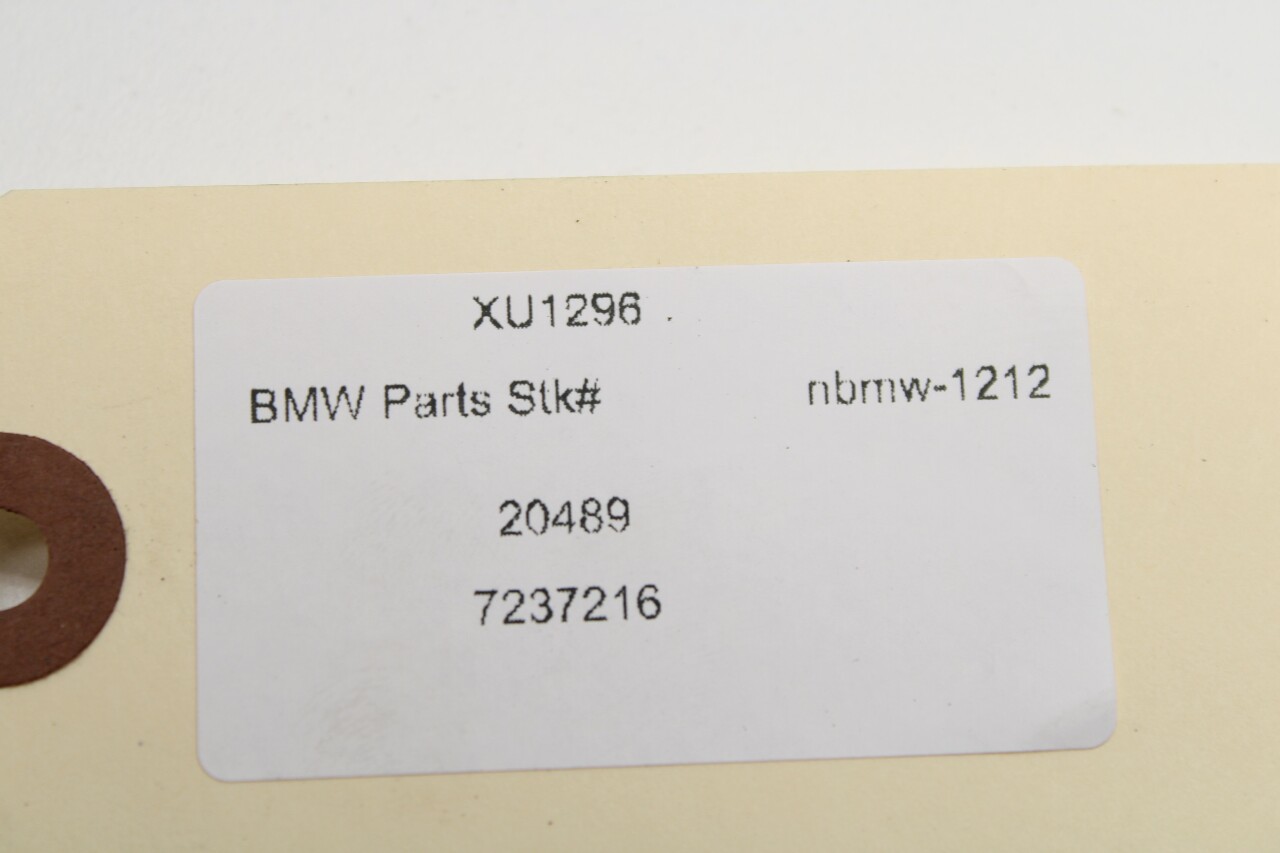 XU1296 .
BMW Parts Stk# nbmw-1212
20489
7237216